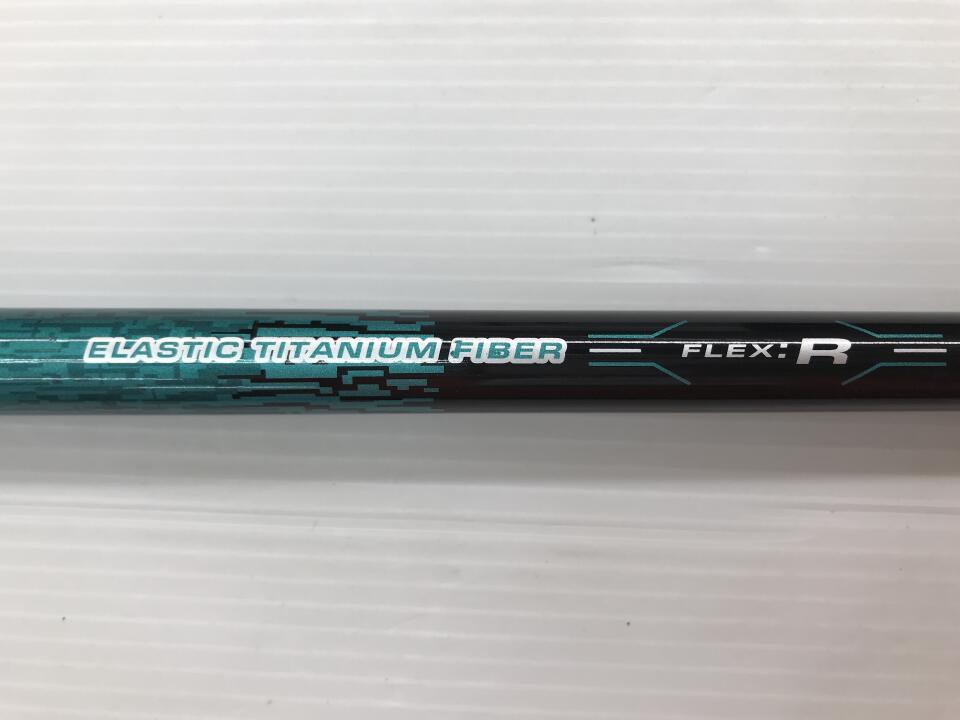 ELASTIC TITANIUM FIBER FLEX: R